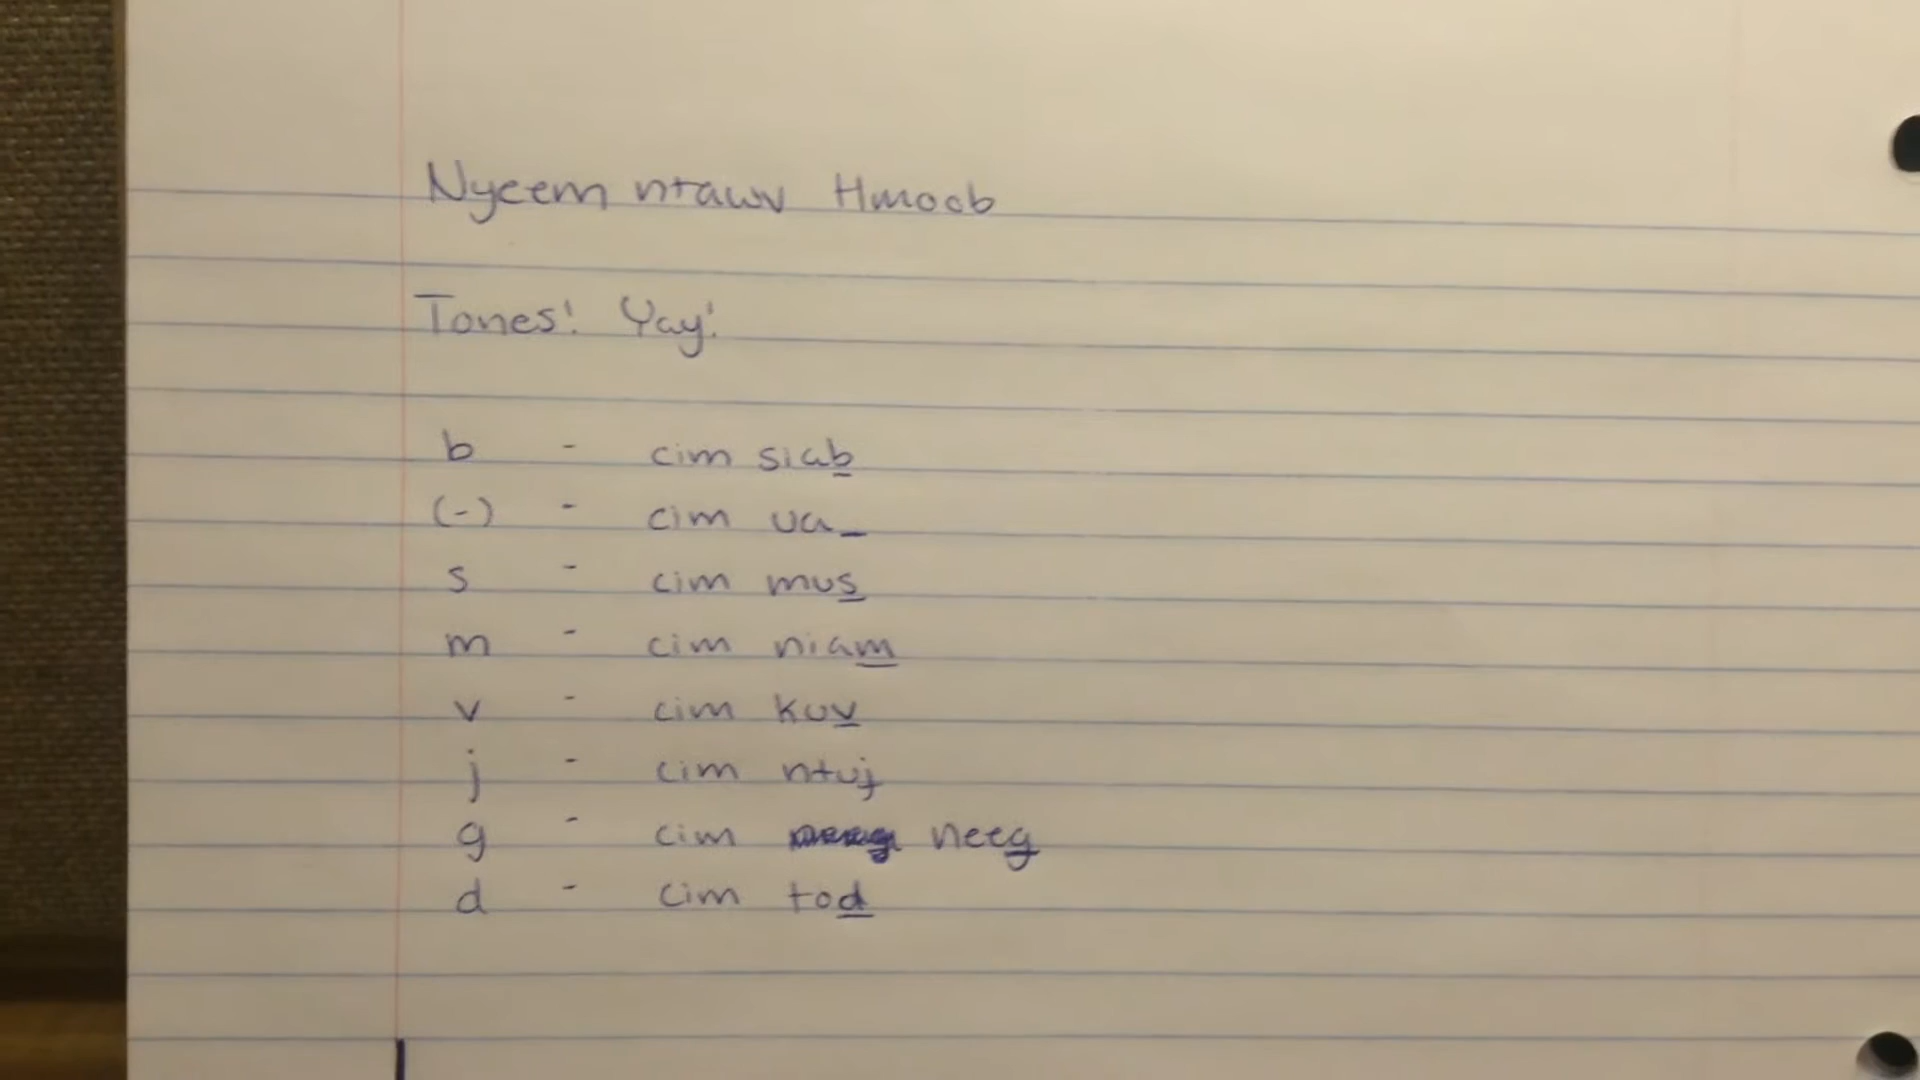 Nyeem ntawv Hmoob
Tones! Yay!
b - cim siab
(-) - cim ua_
s - cim mus
m - cim niam
v - cim kuv
j - cim ntuj
g - cim neeg
d - cim tod